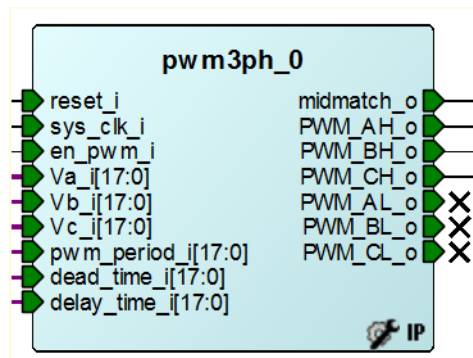 pwm3ph_0
reset_i midmatch_o
sys_clk_i PWM_AH_o
en_pwm_i PWM_BH_o
Va_i[17:0] PWM_CH_o
Vb_i[17:0] PWM_AL_o
Vc_i[17:0] PWM_BL_o
pwm_period_i[17:0] PWM_CL_o
dead_time_i[17:0]
delay_time_i[17:0]
IP